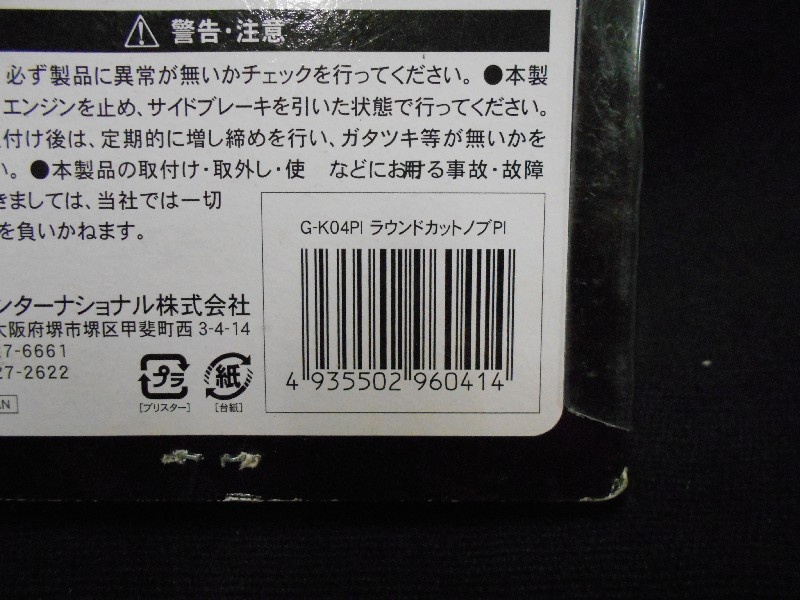 警告・注意
必ず製品に異常が無いかチェックを行ってください。●本製
エンジンを止め、サイドブレーキを引いた状態で行ってください。
付け後は、定期的に増し締めを行い、ガタツキ等が無いかを
い。●本製品の取付け・取外し・使 などにお用ける事故・故障
きましては、当社では一切
を負いかねます。
G-K04PI ラウンドカットノブPI
4 935502 960414
ンターナショナル株式会社
大阪府堺市堺区甲斐町西 3-4-14
27-6661
27-2622
プラ
紙
[ブリスター]
[台紙]
AN